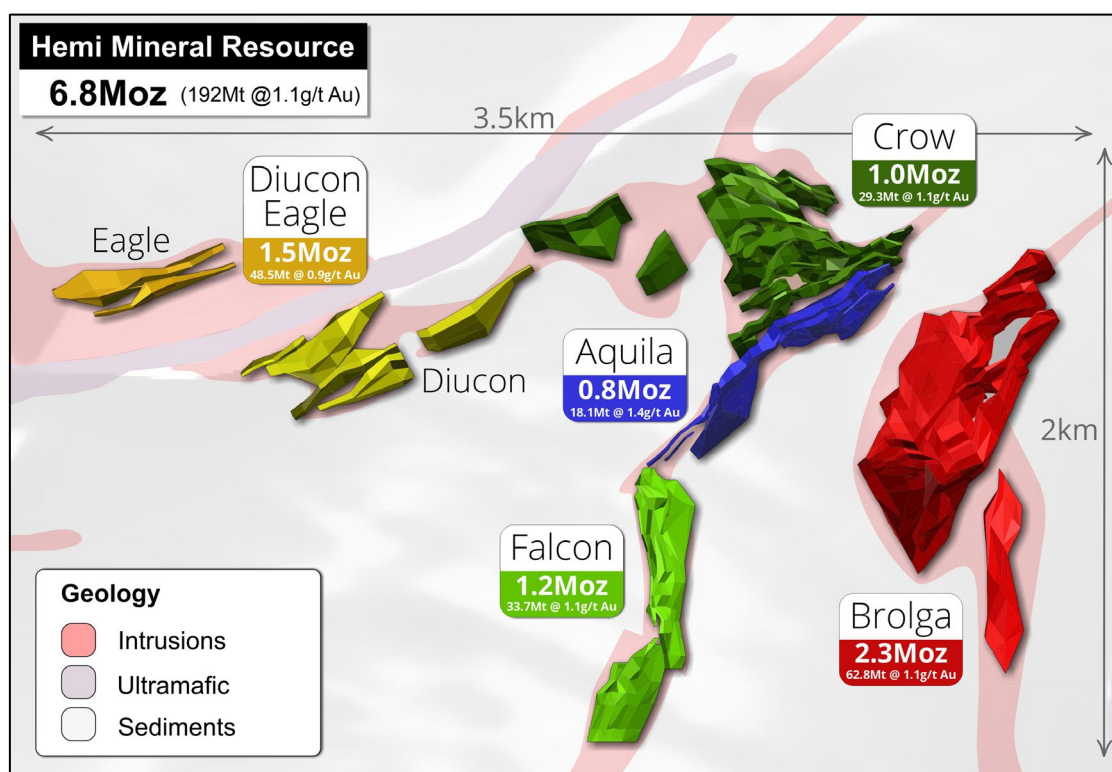 Hemi Mineral Resource
6.8Moz (192Mt @1.1g/t Au)
3.5km
Crow
1.0Moz
29.3Mt @ 1.1g/t Au
Diucon
Eagle
1.5Moz
48.5Mt @ 0.9g/t Au
Eagle
Aquila
0.8Moz
18.1Mt @ 1.4g/t Au
Diucon
2km
Falcon
1.2Moz
33.7Mt @ 1.1g/t Au
Brolga
2.3Moz
62.8Mt @ 1.1g/t Au
Geology
Intrusions
Ultramafic
Sediments